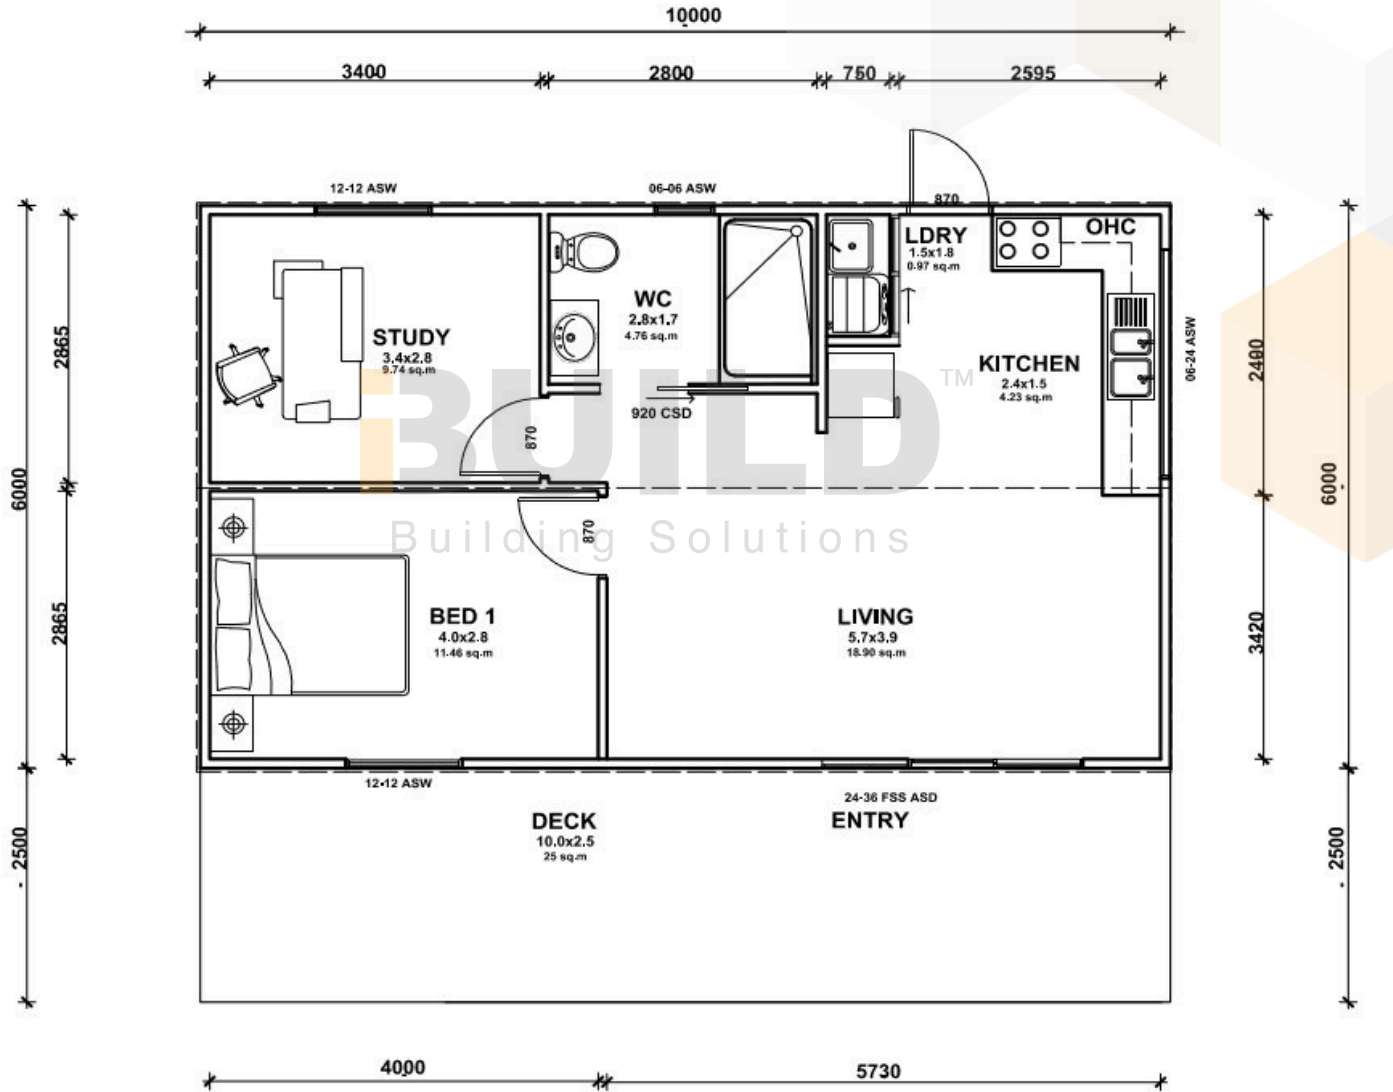 10000
3400
2800
750
2595
12-12 ASW
06-06 ASW
870
LDRY
1.5x1.8
0.97 sq.m
OHC
WC
2.8x1.7
4.76 sq.m
STUDY
3.4x2.8
9.74 sq.m
KITCHEN
2.4x1.5
4.23 sq.m
06-24 ASW
2865
2400
920 CSD
870
iBUILD™
Building Solutions
6000
6000
870
BED 1
4.0x2.8
11.46 sq.m
LIVING
5.7x3.9
18.90 sq.m
2865
3420
12-12 ASW
24-36 FSS ASD
ENTRY
DECK
10.0x2.5
25 sq.m
2500
2500
4000
5730